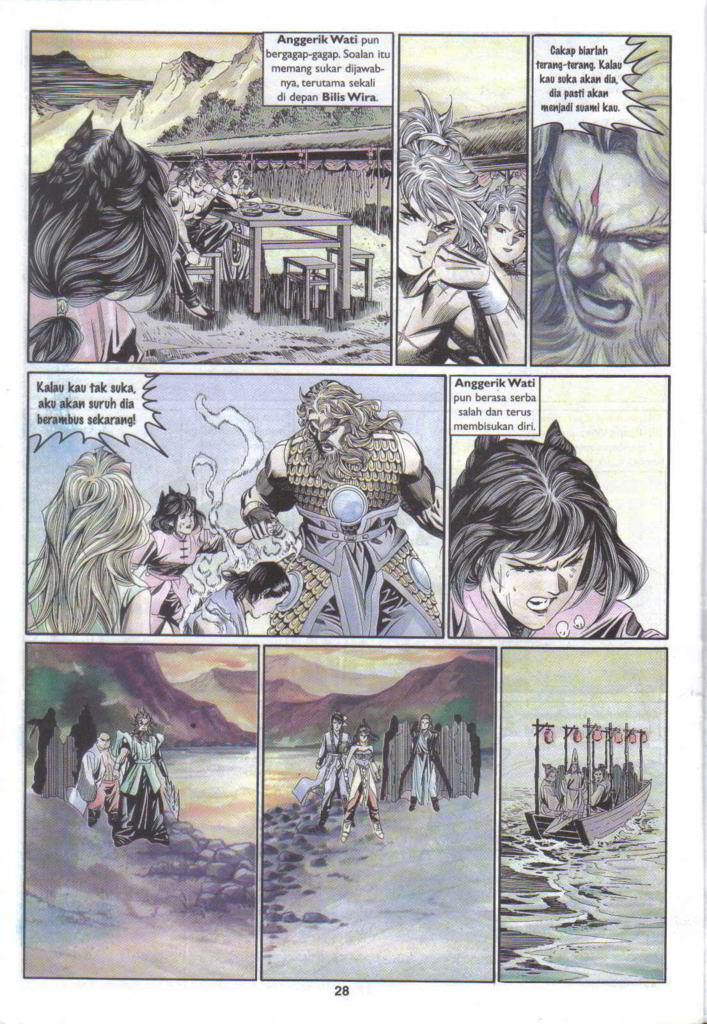 Anggerik Wati pun
bergagap-gagap. Soalan itu
memang sukar dijawab-
nya, terutama sekali
di depan Bilis Wira.
Cakap biarlah
terang-terang. Kalau
kau suka akan dia,
dia pasti akan
menjadi suami kau.
Kalau kau tak suka,
aku akan suruh dia
berambus sekarang!
Anggerik Wati
pun berasa serba
salah dan terus
membisukan diri.
28